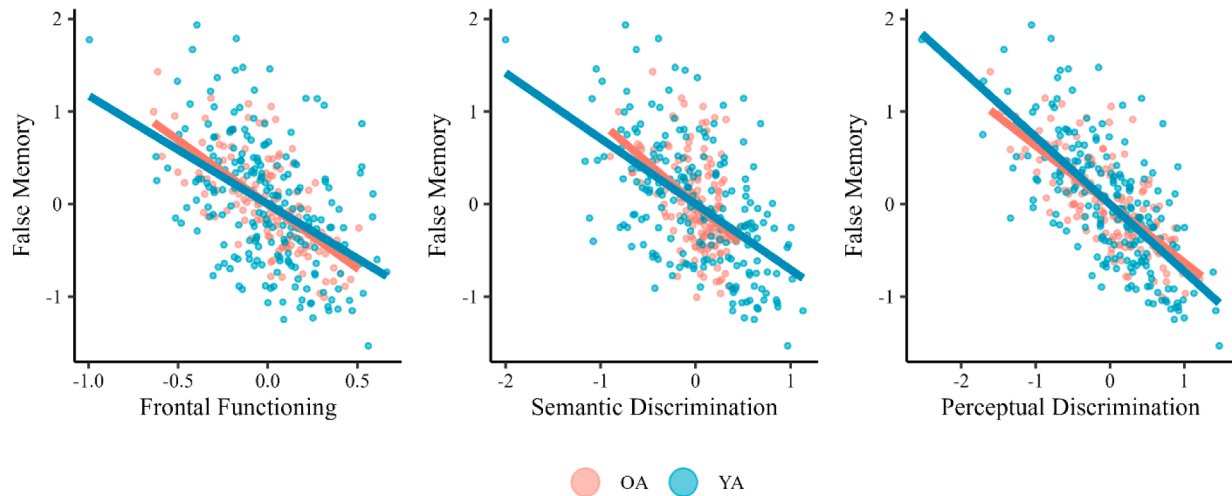 False Memory
2
1
0
-1
-1.0 -0.5 0.0 0.5
Frontal Functioning
False Memory
2
1
0
-1
-2 -1 0 1
Semantic Discrimination
False Memory
2
1
0
-1
-2 -1 0 1
Perceptual Discrimination
OA YA